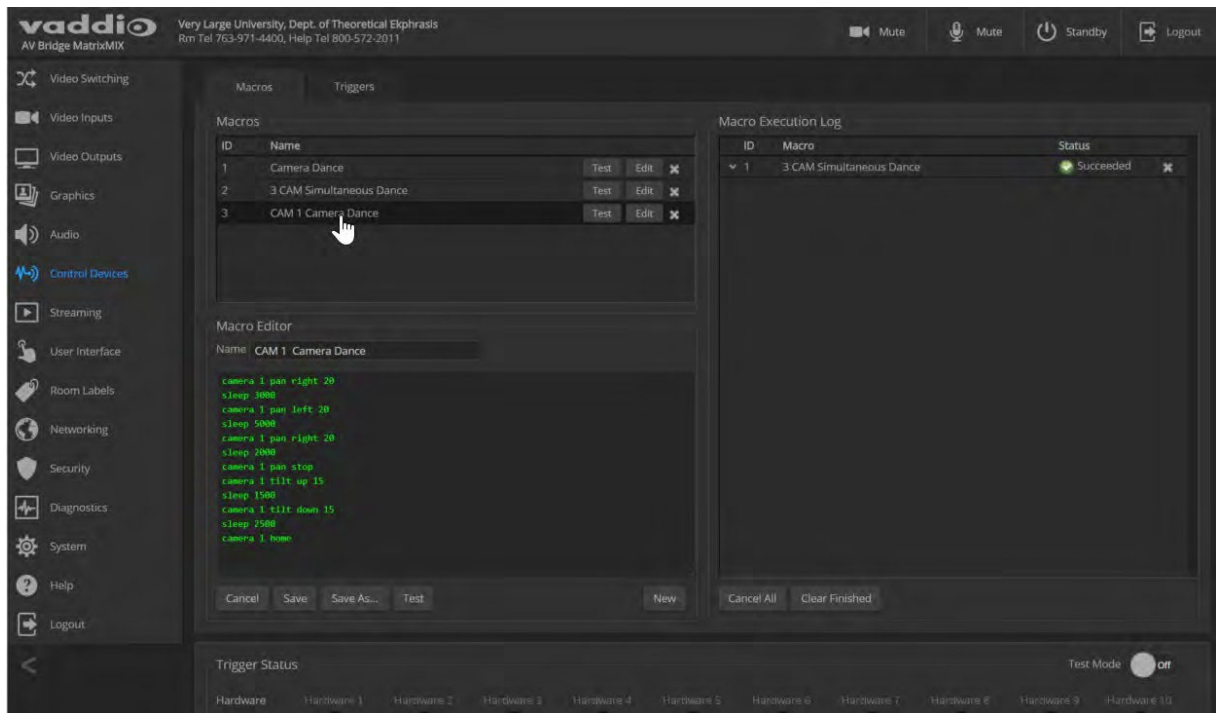 vaddio
AV Bridge MatrixMIX
Very Large University, Dept. of Theoretical Ekphrasis
Rm Tel 763-971-4400, Help Tel 800-572-2011
Mute
Mute
Standby
Logout
Video Switching
Video Inputs
Video Outputs
Graphics
Audio
Control Devices
Streaming
User Interface
Room Labels
Networking
Security
Diagnostics
System
Help
Logout
Macros Triggers
Macros
ID Name
1 Camera Dance Test Edit
2 3 CAM Simultaneous Dance Test Edit
3 CAM 1 Camera Dance Test Edit
Macro Editor
Name CAM 1 Camera Dance
camera 1 pan right 20
sleep 3000
camera 1 pan left 20
sleep 5000
camera 1 pan right 20
sleep 2000
camera 1 pan stop
camera 1 tilt up 15
sleep 1500
camera 1 tilt down 15
sleep 2500
camera 1 home
Cancel Save Save As... Test New
Macro Execution Log
ID Macro Status
1 3 CAM Simultaneous Dance Succeeded
Cancel All Clear Finished
Trigger Status
Test Mode Off
Hardware Hardware 1 Hardware 2 Hardware 3 Hardware 4 Hardware 5 Hardware 6 Hardware 7 Hardware 8 Hardware 9 Hardware 10